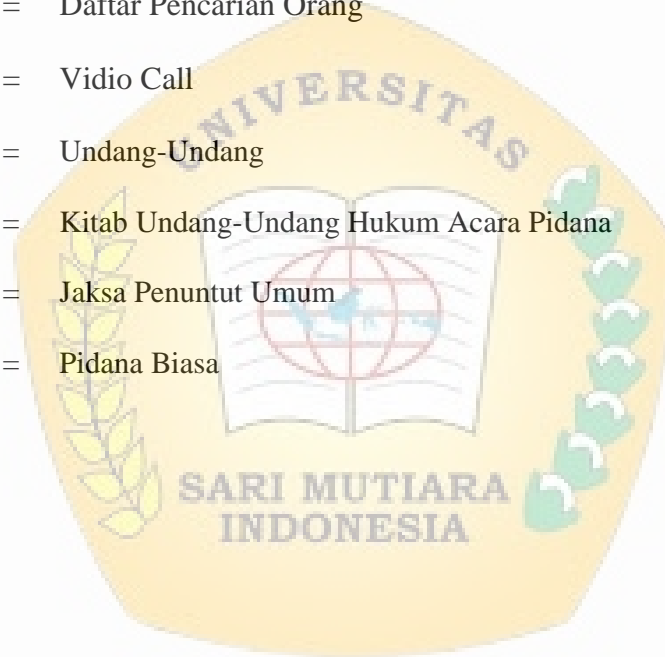 = Daftar Pencarian Orang
= Vidio Call
UNIVERSITAS
= Undang-Undang
= Kitab Undang-Undang Hukum Acara Pidana
= Jaksa Penuntut Umum
= Pidana Biasa
SARI MUTIARA
INDONESIA